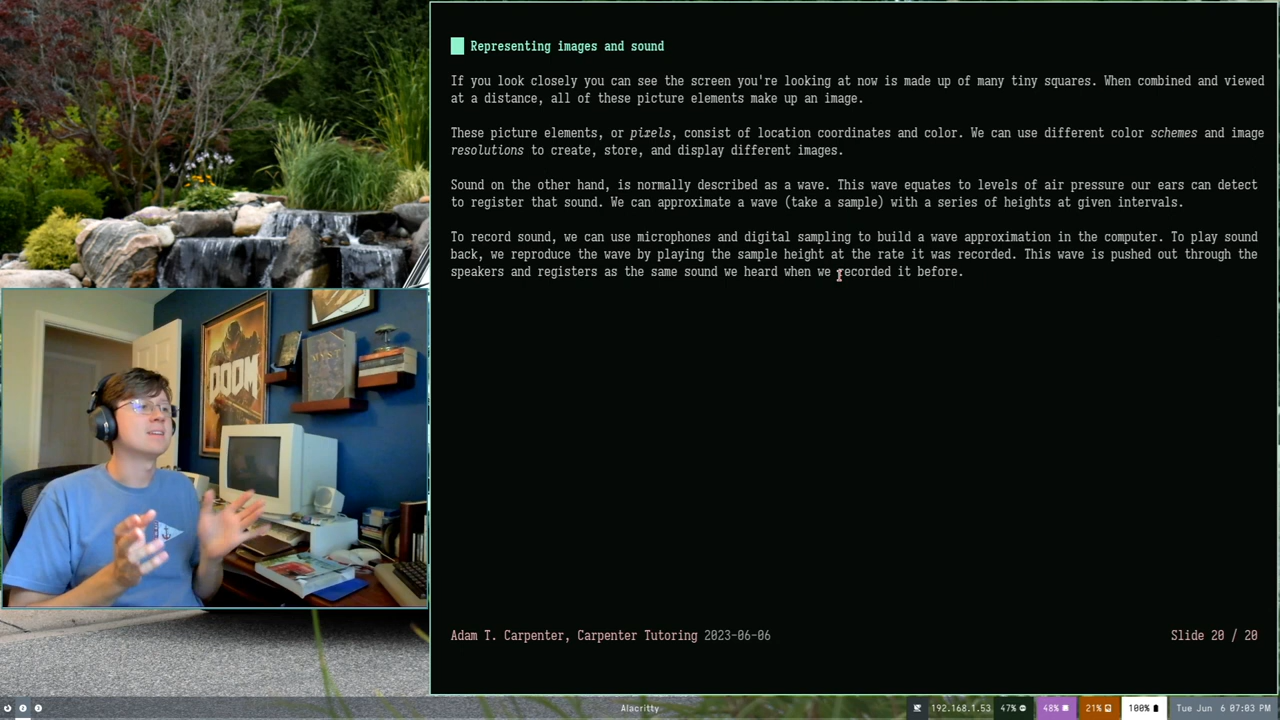 Representing images and sound
If you look closely you can see the screen you're looking at now is made up of many tiny squares. When combined and viewed
at a distance, all of these picture elements make up an image.
These picture elements, or pixels, consist of location coordinates and color. We can use different color schemes and image
resolutions to create, store, and display different images.
Sound on the other hand, is normally described as a wave. This wave equates to levels of air pressure our ears can detect
to register that sound. We can approximate a wave (take a sample) with a series of heights at given intervals.
To record sound, we can use microphones and digital sampling to build a wave approximation in the computer. To play sound
back, we reproduce the wave by playing the sample height at the rate it was recorded. This wave is pushed out through the
speakers and registers as the same sound we heard when we recorded it before.
DOOM
MYST
Adam T. Carpenter, Carpenter Tutoring 2023-06-06
Slide 20 / 20
Alacritty
192.168.1.53
47%
48%
21%
100%
Tue Jun 6 07:03 PM